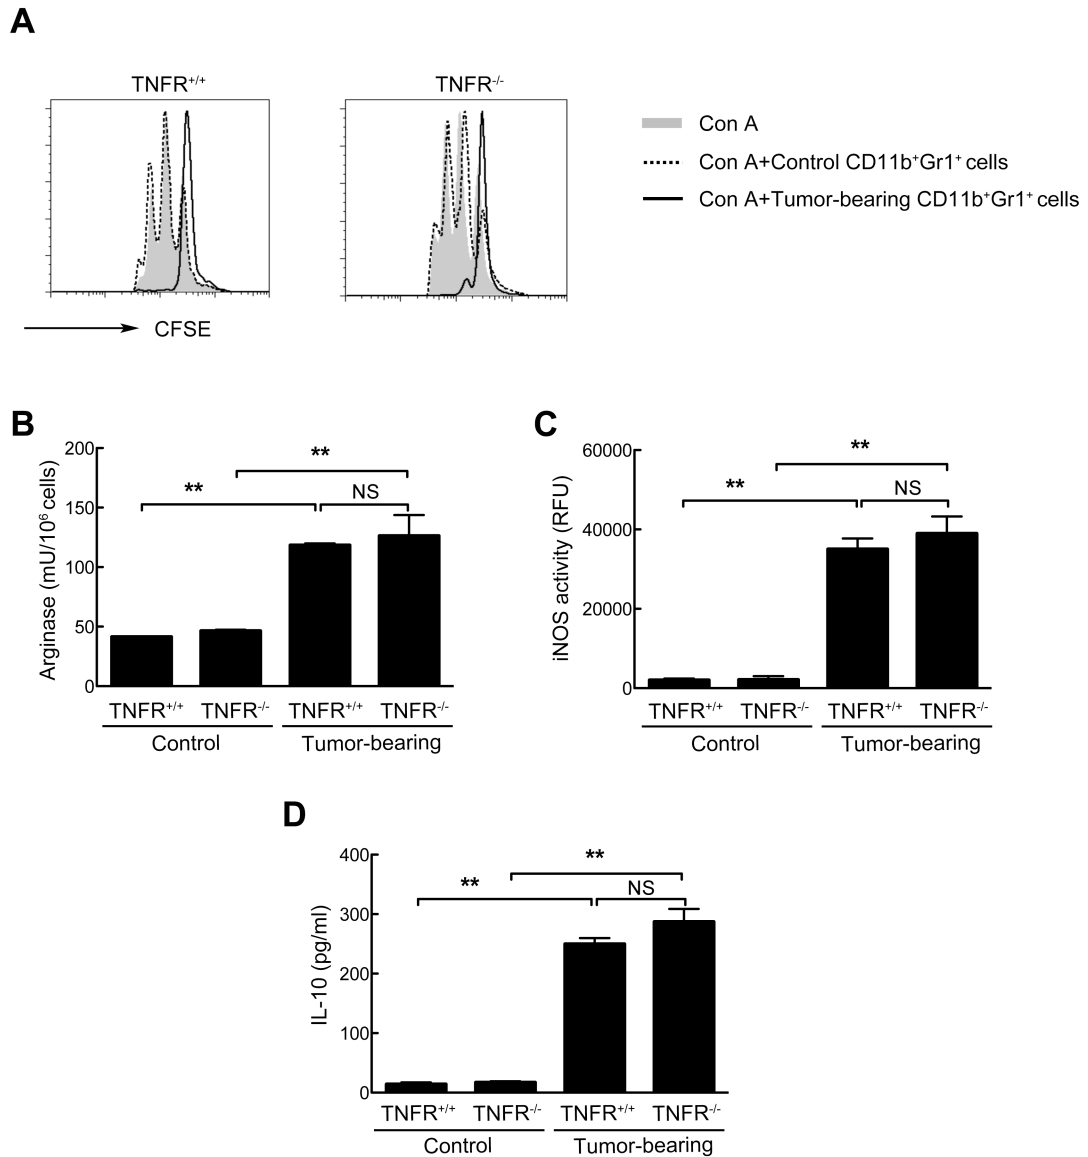 A
TNFR+/+
TNFR-/-
Con A
Con A+Control CD11b+Gr1+ cells
Con A+Tumor-bearing CD11b+Gr1+ cells
CFSE
B
Arginase (mU/10⁶ cells)
200
150
100
50
0
**
**
NS
TNFR+/+
TNFR-/-
TNFR+/+
TNFR-/-
Control
Tumor-bearing
C
iNOS activity (RFU)
60000
40000
20000
0
**
**
NS
TNFR+/+
TNFR-/-
TNFR+/+
TNFR-/-
Control
Tumor-bearing
D
IL-10 (pg/ml)
400
300
200
100
0
**
**
NS
TNFR+/+
TNFR-/-
TNFR+/+
TNFR-/-
Control
Tumor-bearing